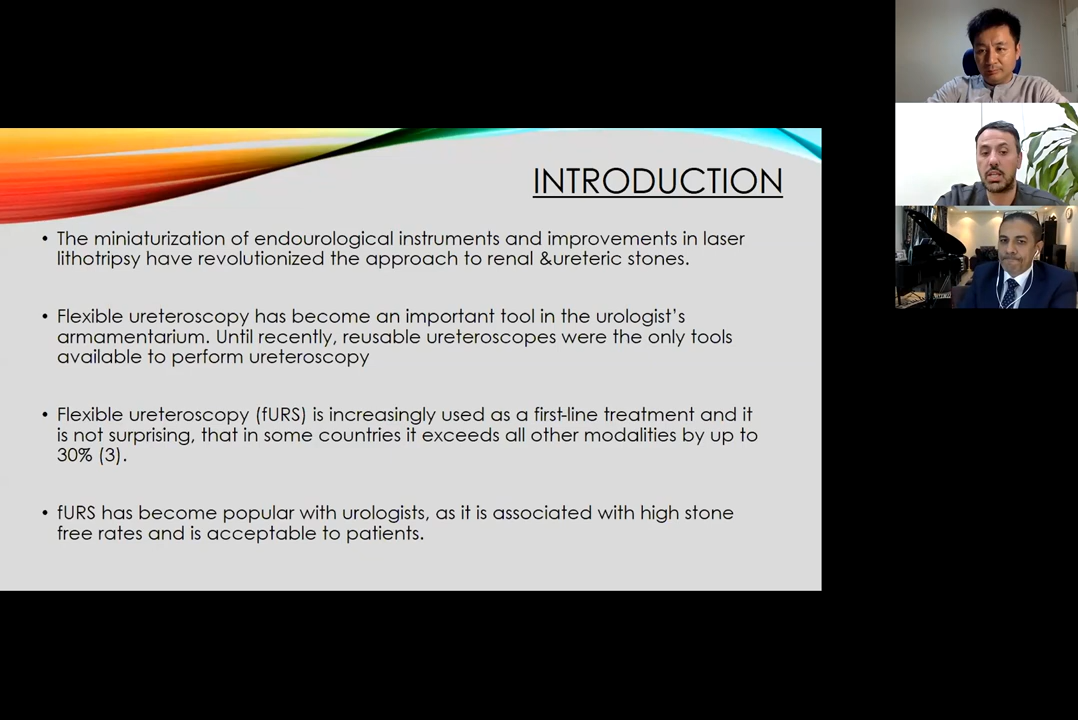 INTRODUCTION
• The miniaturization of endourological instruments and improvements in laser
lithotripsy have revolutionized the approach to renal &ureteric stones.
• Flexible ureteroscopy has become an important tool in the urologist's
armamentarium. Until recently, reusable ureteroscopes were the only tools
available to perform ureteroscopy
• Flexible ureteroscopy (fURS) is increasingly used as a first-line treatment and it
is not surprising, that in some countries it exceeds all other modalities by up to
30% (3).
• fURS has become popular with urologists, as it is associated with high stone
free rates and is acceptable to patients.